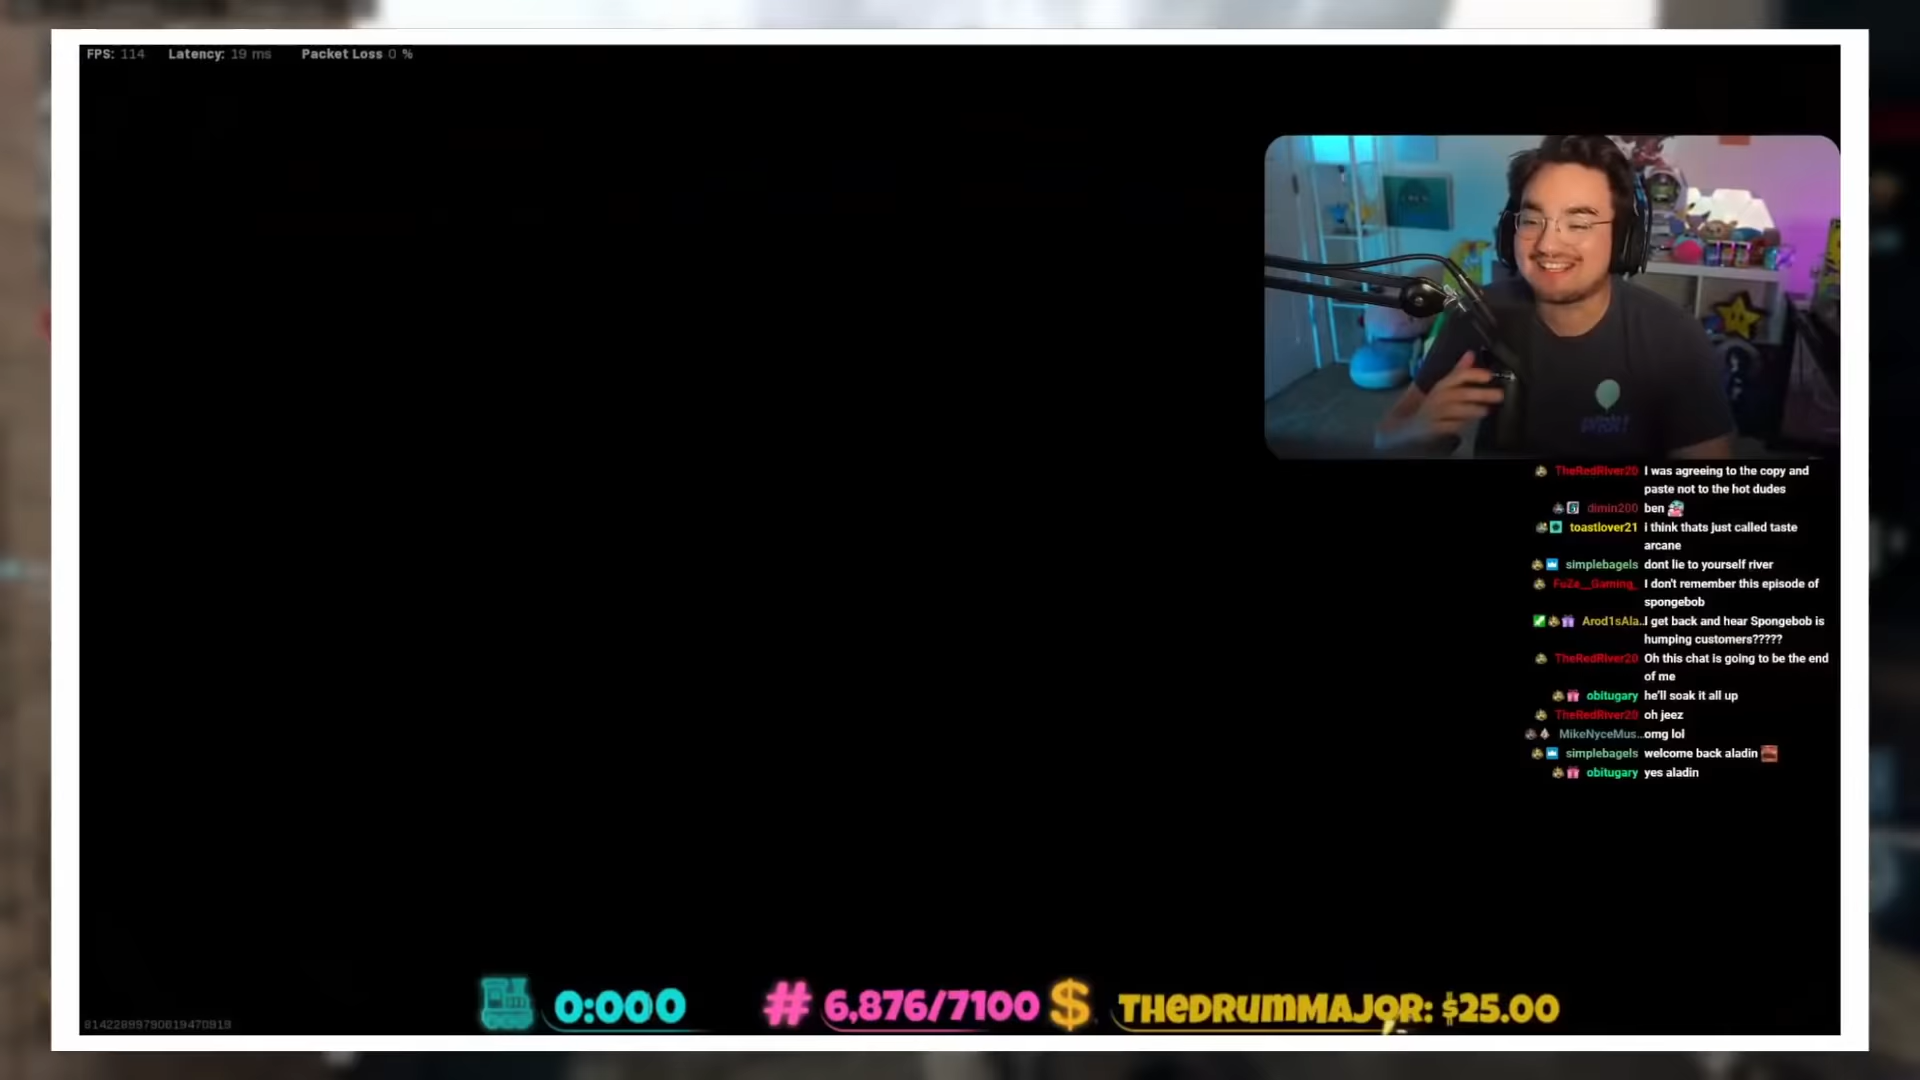 FPS: 114 Latency: 19 ms Packet Loss 0 %
TheRedRiver20 I was agreeing to the copy and
paste not to the hot dudes
dimin200 ben
toastlover21 i think thats just called taste
arcane
simplebagels dont lie to yourself river
FuZe__Gaming_ I don't remember this episode of
spongebob
Arod1sAla.. I get back and hear Spongebob is
humping customers?????
TheRedRiver20 Oh this chat is going to be the end
of me
obitugary he'll soak it all up
TheRedRiver20 oh jeez
MikeNyceMus... omg lol
simplebagels welcome back aladin
obitugary yes aladin
0:000 # 6,876/7100 $ THEDRUMMAJOR: $25.00